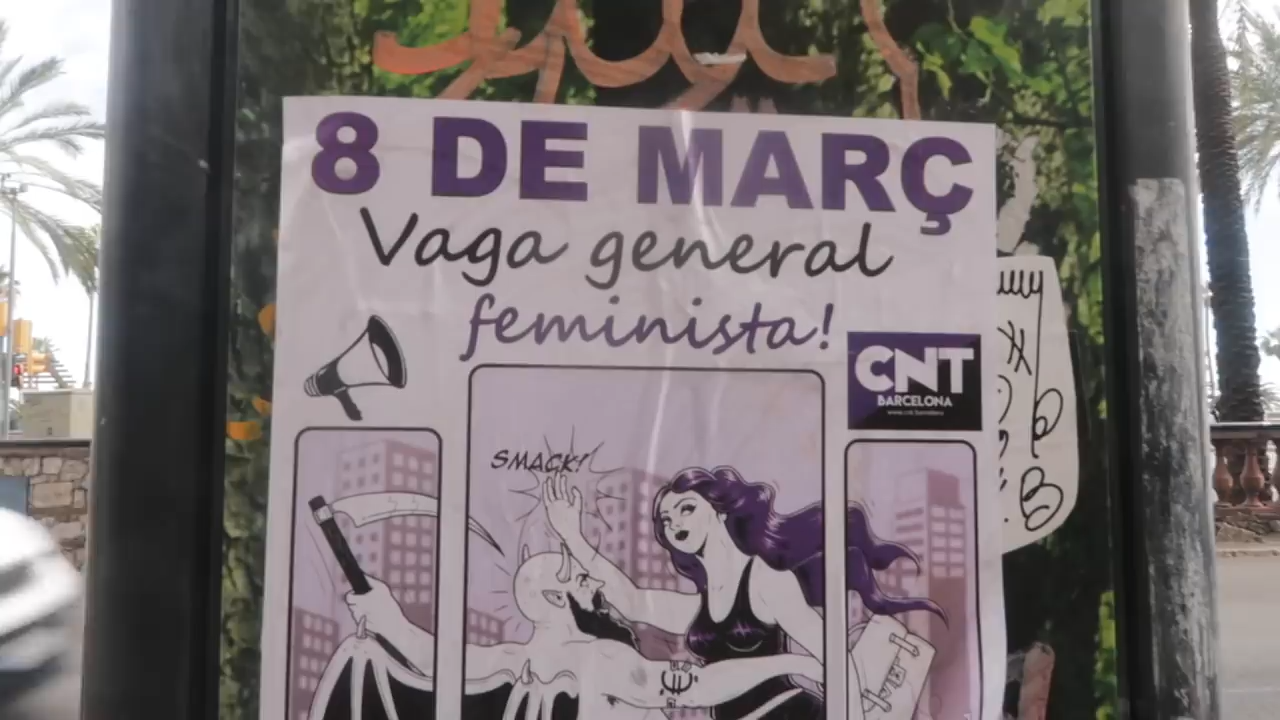 8 DE MARÇ
Vaga general
feminista!
CNT
BARCELONA
SMACK!